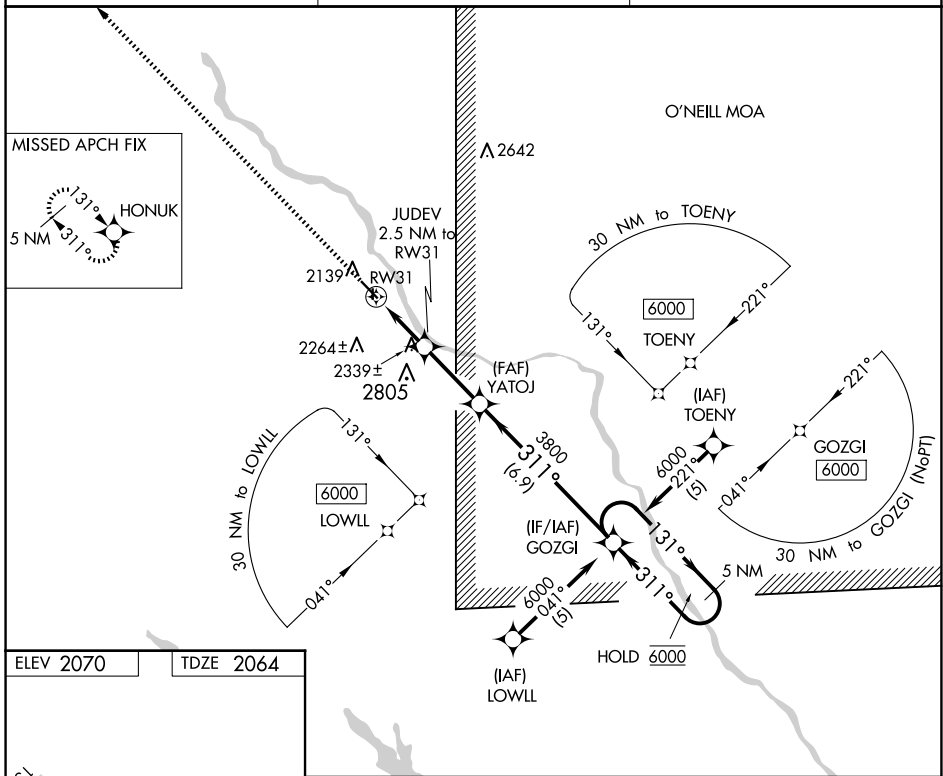 O'NEILL MOA
MISSED APCH FIX
131°
HONUK
5 NM
311°
2642
JUDEV
2.5 NM to
RW31
2139
RW31
2264±
2339±
2805
30 NM to TOENY
6000
TOENY
131°
221°
(FAF)
YATOJ
(IAF)
TOENY
3800
311°
(6.9)
6000
221°
(5)
221°
GOZGI
6000
041°
30 NM to GOZGI (NoPT)
30 NM to LOWLL
131°
6000
LOWLL
041°
(IF/IAF)
GOZGI
131°
311°
5 NM
HOLD 6000
6000
041°
(5)
(IAF)
LOWLL
ELEV 2070
TDZE 2064